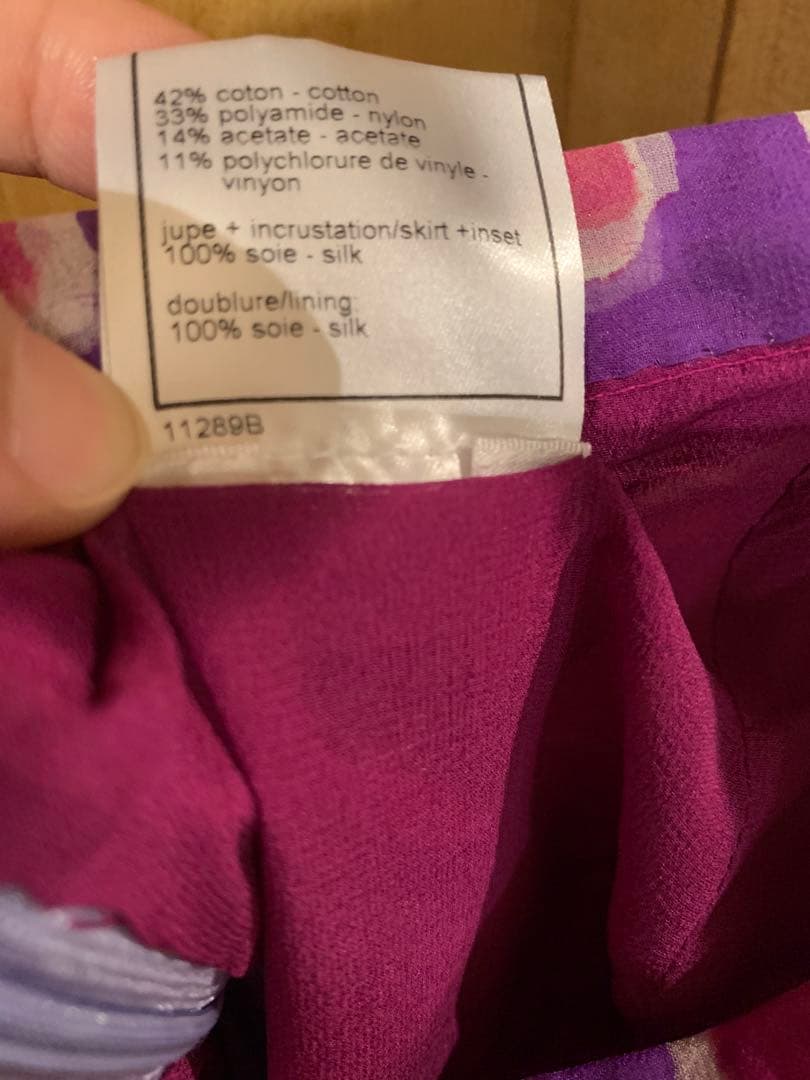 42% coton - cotton
33% polyamide - nylon
14% acetate - acetate
11% polychlorure de vinyle -
vinyon
jupe + incrustation/skirt +inset
100% soie - silk
doublure/lining:
100% soie - silk
11289B